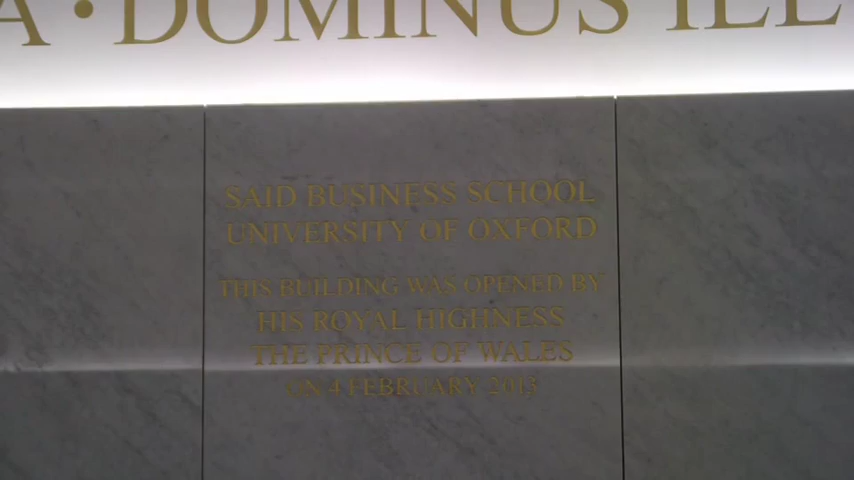 A • DOMINUS ILL
SAID BUSINESS SCHOOL
UNIVERSITY OF OXFORD
THIS BUILDING WAS OPENED BY
HIS ROYAL HIGHNESS
THE PRINCE OF WALES
ON 4 FEBRUARY 2013